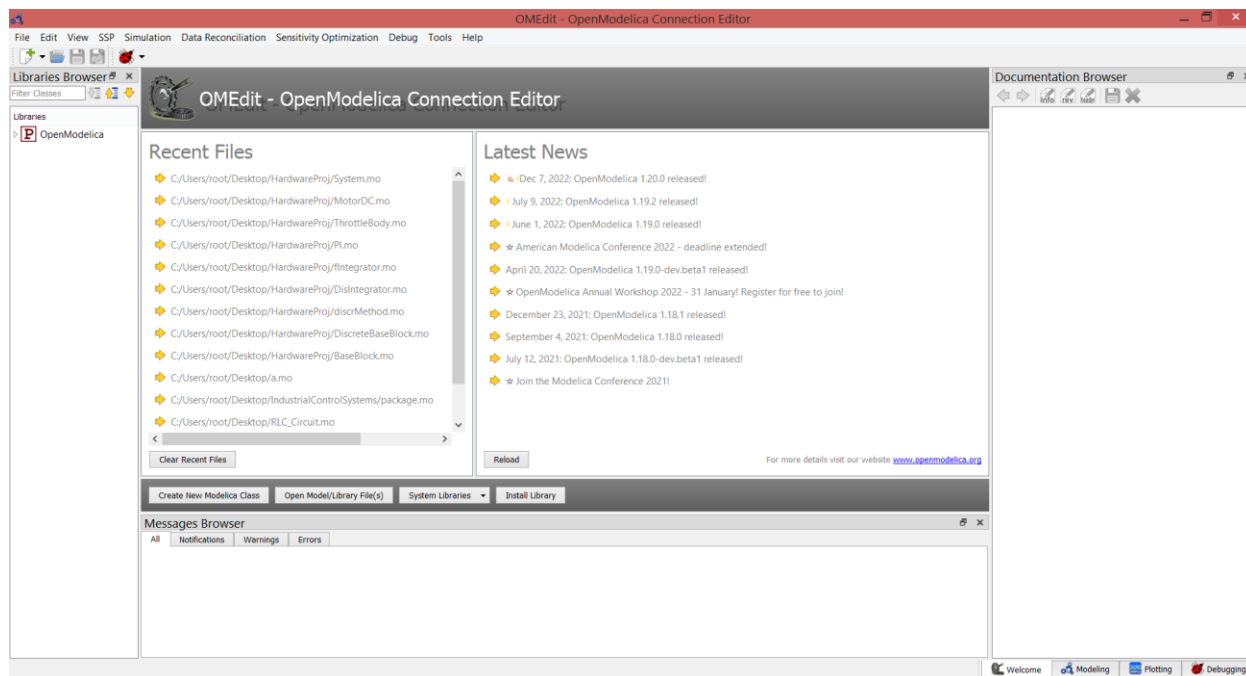 OMEdit - OpenModelica Connection Editor
File Edit View SSP Simulation Data Reconciliation Sensitivity Optimization Debug Tools Help
Libraries Browser
Filter Classes
Libraries
P OpenModelica
OMEdit - OpenModelica Connection Editor
Recent Files
C:/Users/root/Desktop/HardwareProj/System.mo
C:/Users/root/Desktop/HardwareProj/MotorDC.mo
C:/Users/root/Desktop/HardwareProj/ThrottleBody.mo
C:/Users/root/Desktop/HardwareProj/PI.mo
C:/Users/root/Desktop/HardwareProj/fIntegrator.mo
C:/Users/root/Desktop/HardwareProj/DisIntegrator.mo
C:/Users/root/Desktop/HardwareProj/discrMethod.mo
C:/Users/root/Desktop/HardwareProj/DiscreteBaseBlock.mo
C:/Users/root/Desktop/HardwareProj/BaseBlock.mo
C:/Users/root/Desktop/a.mo
C:/Users/root/Desktop/IndustrialControlSystems/package.mo
C:/Users/root/Desktop/RLC_Circuit.mo
Clear Recent Files
Latest News
Dec 7, 2022: OpenModelica 1.20.0 released!
July 9, 2022: OpenModelica 1.19.2 released!
June 1, 2022: OpenModelica 1.19.0 released!
American Modelica Conference 2022 - deadline extended!
April 20, 2022: OpenModelica 1.19.0-dev.beta1 released!
OpenModelica Annual Workshop 2022 - 31 January! Register for free to join!
December 23, 2021: OpenModelica 1.18.1 released!
September 4, 2021: OpenModelica 1.18.0 released!
July 12, 2021: OpenModelica 1.18.0-dev.beta1 released!
Join the Modelica Conference 2021!
Reload
For more details visit our website www.openmodelica.org
Create New Modelica Class Open Model/Library File(s) System Libraries Install Library
Messages Browser
All Notifications Warnings Errors
Documentation Browser
info rev head
Welcome Modeling Plotting Debugging